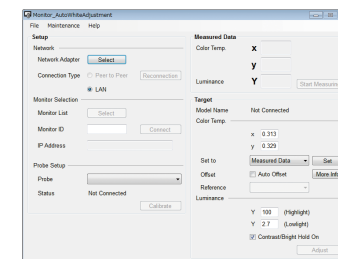 Monitor_AutoWhiteAdjustment
File Maintenance Help
Setup
Network
Network Adapter Select
Connection Type Peer to Peer Reconnection
LAN
Monitor Selection
Monitor List Select
Monitor ID Connect
IP Address
Probe Setup
Probe
Status Not Connected
Calibrate
Measured Data
Color Temp. x
y
Luminance Y Start Measuring
Target
Model Name Not Connected
Color Temp.
x 0.313
y 0.329
Set to Measured Data Set
Offset Auto Offset More Info
Reference
Luminance
Y 100 (Highlight)
Y 2.7 (Lowlight)
Contrast/Bright Hold On
Adjust